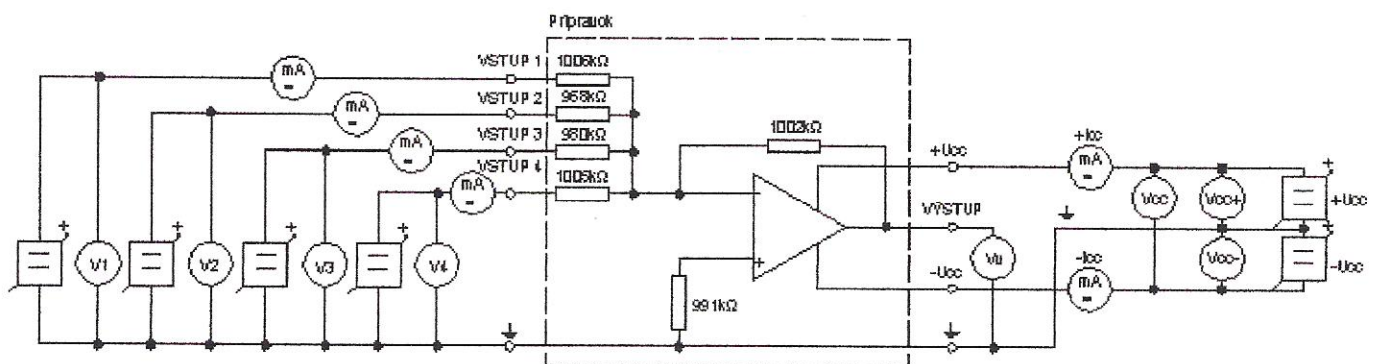 Prípravok
VSTUP 1
1006kΩ
mA
VSTUP 2
968kΩ
mA
VSTUP 3
980kΩ
mA
VSTUP 4
1005kΩ
mA
1002kΩ
+Ucc
+Icc
mA
Vcc
Vcc+
+Ucc
VÝSTUP
V1
V2
V3
V4
Vu
Vcc-
-Ucc
-Ucc
-Icc
mA
991kΩ